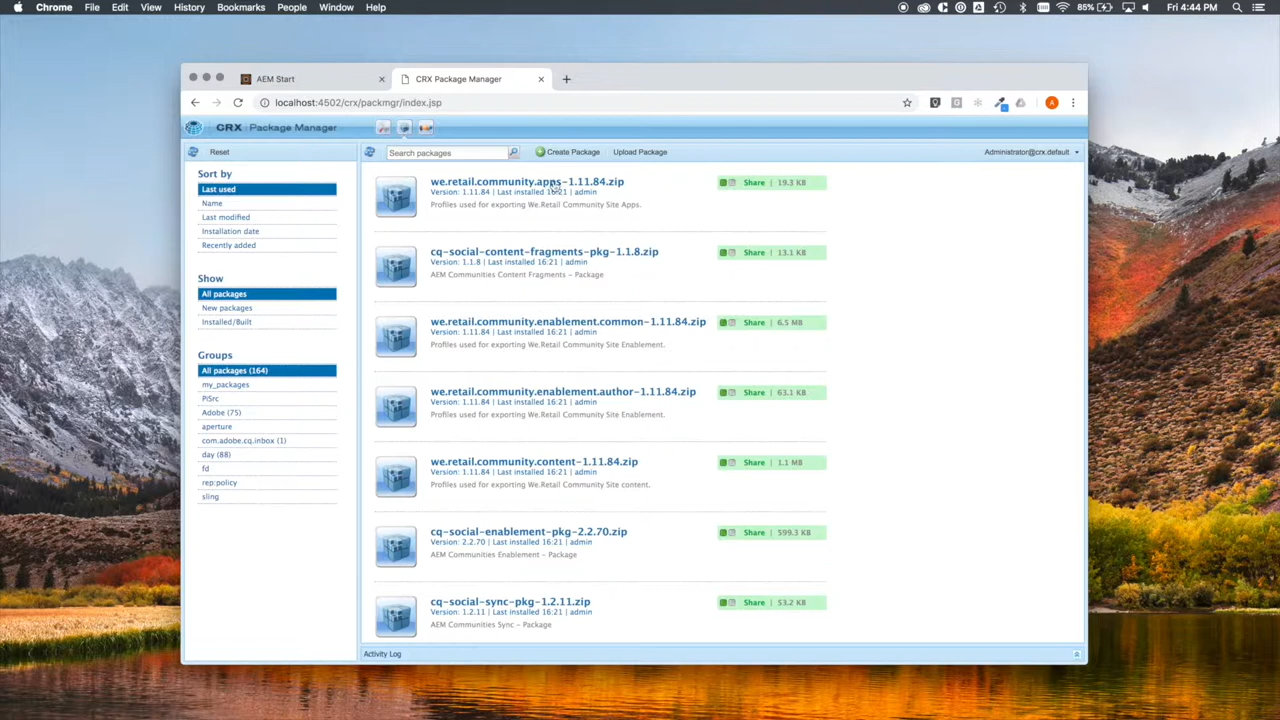 Chrome File Edit View History Bookmarks People Window Help 85% Fri 4:44 PM
AEM Start
CRX Package Manager
localhost:4502/crx/packmgr/index.jsp
A
CRX Package Manager
Reset
Search packages
Create Package
Upload Package
Administrator@crx.default
Sort by
Last used
Name
Last modified
Installation date
Recently added
Show
All packages
New packages
Installed/Built
Groups
All packages (164)
my_packages
PiSrc
Adobe (75)
aperture
com.adobe.cq.inbox (1)
day (88)
fd
rep:policy
sling
we.retail.community.apps-1.11.84.zip
Share | 19.3 KB
Version: 1.11.84 | Last installed 16:21 | admin
Profiles used for exporting We.Retail Community Site Apps.
cq-social-content-fragments-pkg-1.1.8.zip
Share | 13.1 KB
Version: 1.1.8 | Last installed 16:21 | admin
AEM Communities Content Fragments - Package
we.retail.community.enablement.common-1.11.84.zip
Share | 6.5 MB
Version: 1.11.84 | Last installed 16:21 | admin
Profiles used for exporting We.Retail Community Site Enablement.
we.retail.community.enablement.author-1.11.84.zip
Share | 63.1 KB
Version: 1.11.84 | Last installed 16:21 | admin
Profiles used for exporting We.Retail Community Site Enablement.
we.retail.community.content-1.11.84.zip
Share | 1.1 MB
Version: 1.11.84 | Last installed 16:21 | admin
Profiles used for exporting We.Retail Community Site content.
cq-social-enablement-pkg-2.2.70.zip
Share | 599.3 KB
Version: 2.2.70 | Last installed 16:21 | admin
AEM Communities Enablement - Package
cq-social-sync-pkg-1.2.11.zip
Share | 53.2 KB
Version: 1.2.11 | Last installed 16:21 | admin
AEM Communities Sync - Package
Activity Log